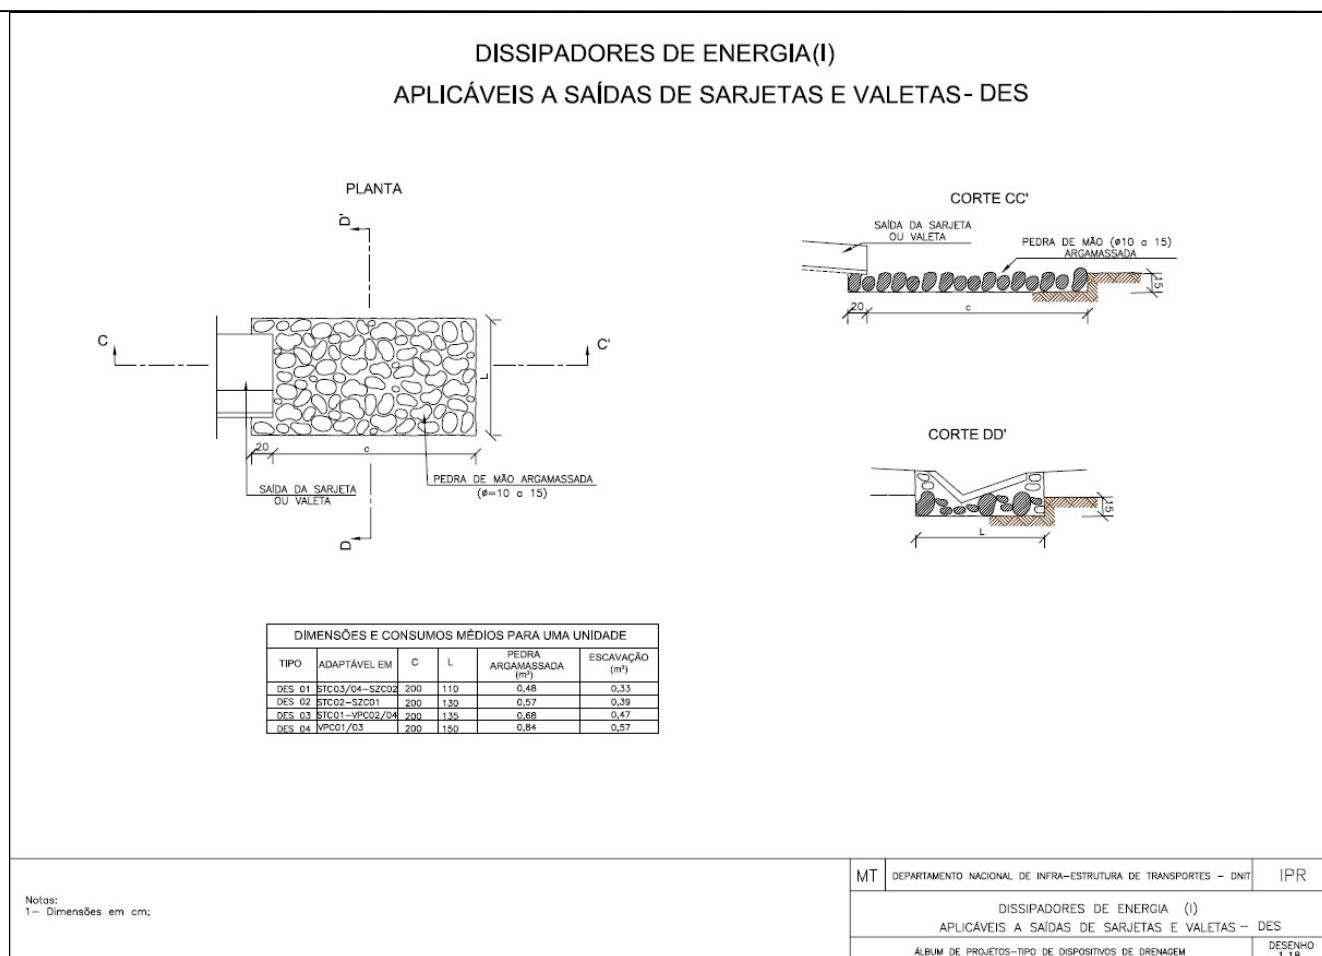 DISSIPADORES DE ENERGIA(I)
APLICÁVEIS A SAÍDAS DE SARJETAS E VALETAS- DES
PLANTA
D'
C
C'
L
20
c
SAÍDA DA SARJETA
OU VALETA
PEDRA DE MÃO ARGAMASSADA
(ø=10 a 15)
D
CORTE CC'
SAÍDA DA SARJETA
OU VALETA
PEDRA DE MÃO (ø10 a 15)
ARGAMASSADA
15
20
c
CORTE DD'
15
L
DIMENSÕES E CONSUMOS MÉDIOS PARA UMA UNIDADE
TIPO ADAPTÁVEL EM C L PEDRA ARGAMASSADA (m³) ESCAVAÇÃO (m³)
DES 01 STC03/04-SZC02 200 110 0,48 0,33
DES 02 STC02-SZC01 200 130 0,57 0,39
DES 03 STC01-VPC02/04 200 135 0,68 0,47
DES 04 VPC01/03 200 150 0,84 0,57
Notas:
1- Dimensões em cm;
MT DEPARTAMENTO NACIONAL DE INFRA-ESTRUTURA DE TRANSPORTES - DNIT IPR
DISSIPADORES DE ENERGIA (I)
APLICÁVEIS A SAÍDAS DE SARJETAS E VALETAS - DES
ÁLBUM DE PROJETOS-TIPO DE DISPOSITIVOS DE DRENAGEM
DESENHO
1.18